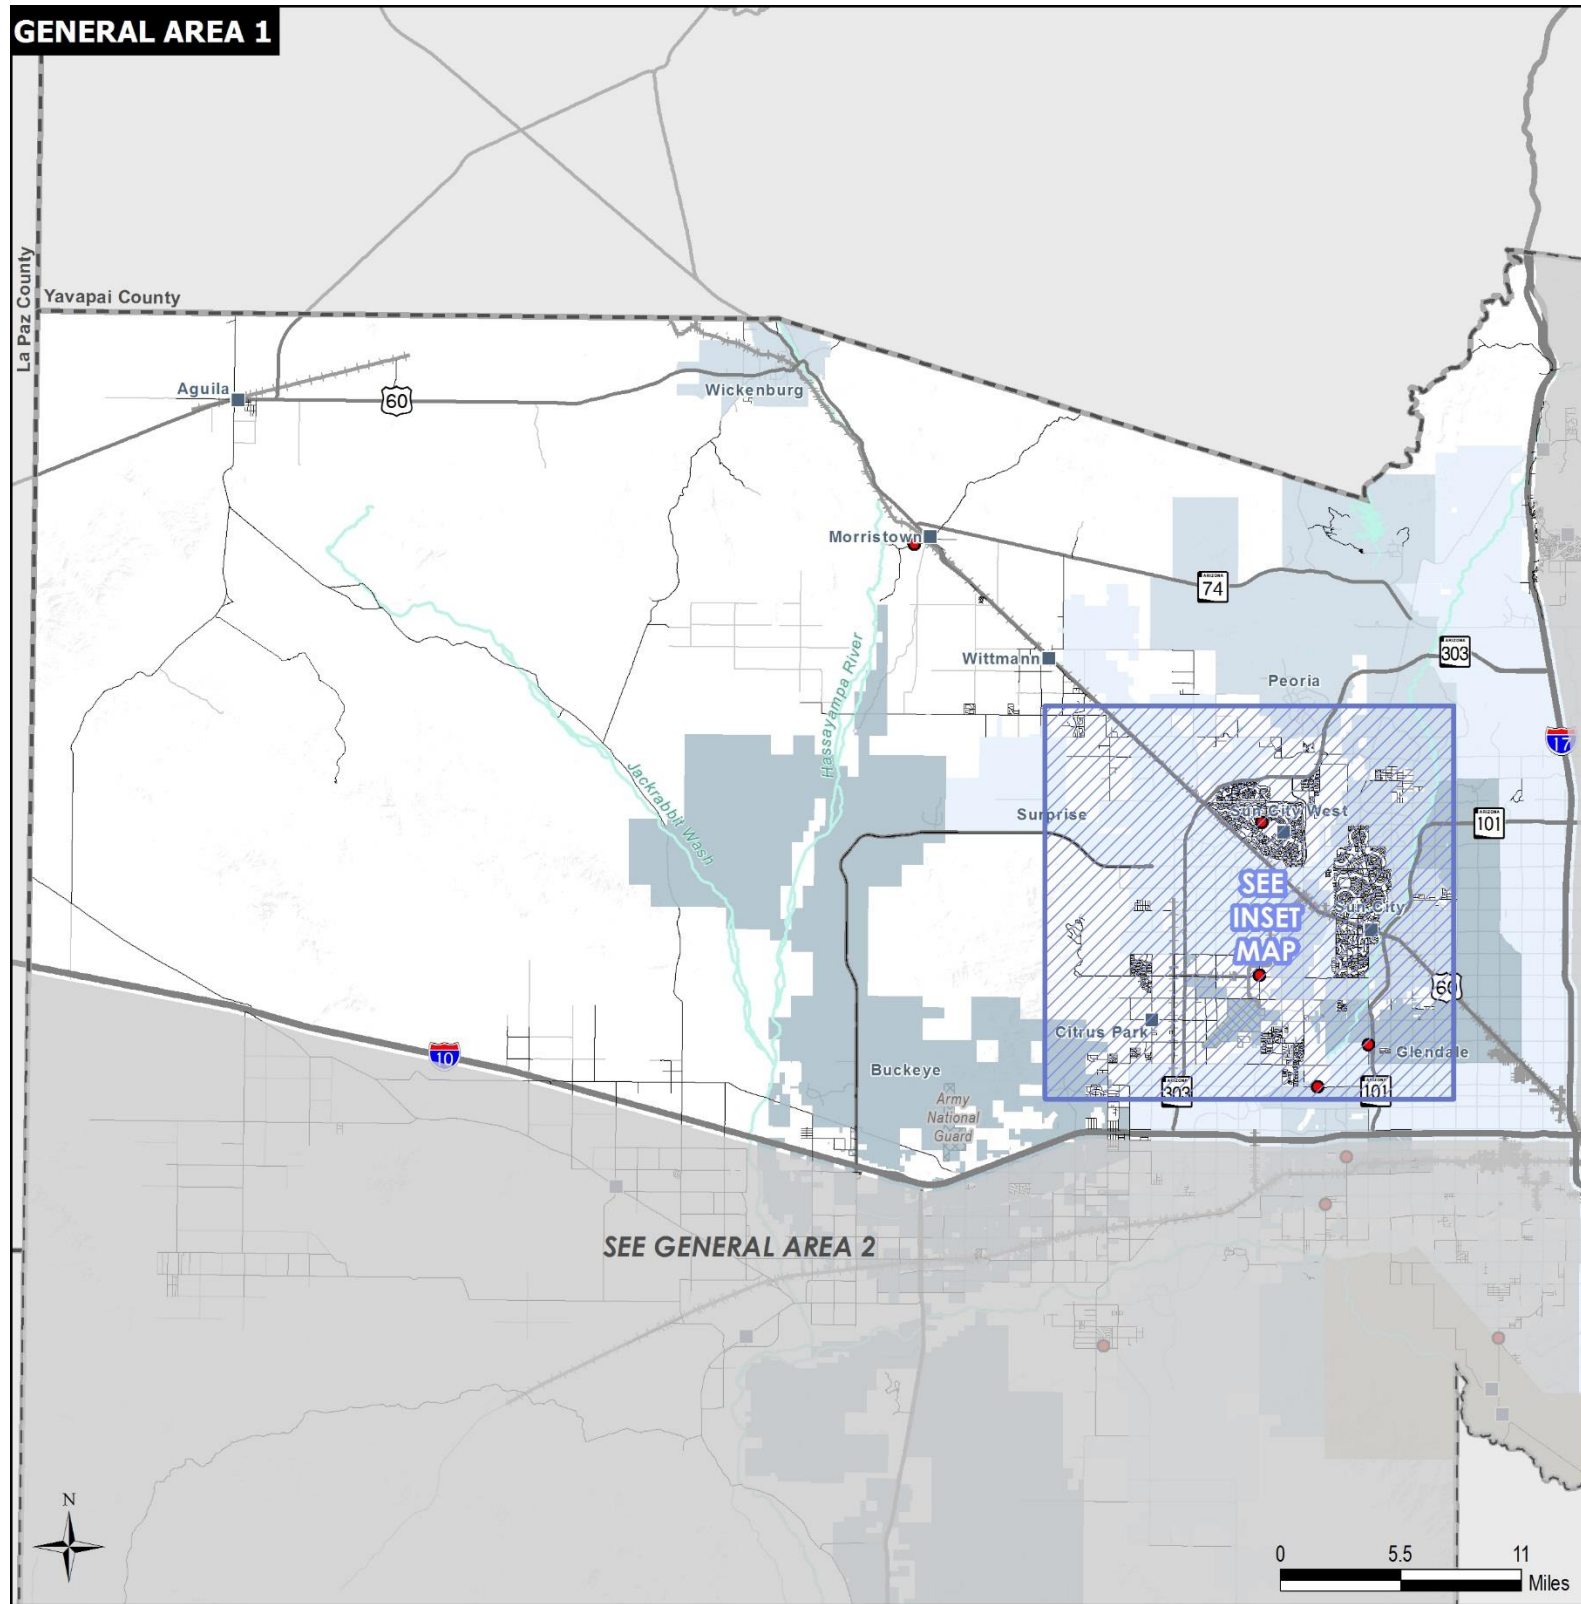 GENERAL AREA 1
La Paz County
Yavapai County
Aguila
60
Wickenburg
Morristown
74
Wittmann
303
Peoria
Hassayampa River
17
Jackrabbit Wash
Surprise
Sun City West
ARIZONA
101
SEE
INSET
MAP
Sun City
60
Citrus Park
10
Buckeye
Glendale
Army
National
Guard
303
101
SEE GENERAL AREA 2
N
0 5.5 11
Miles